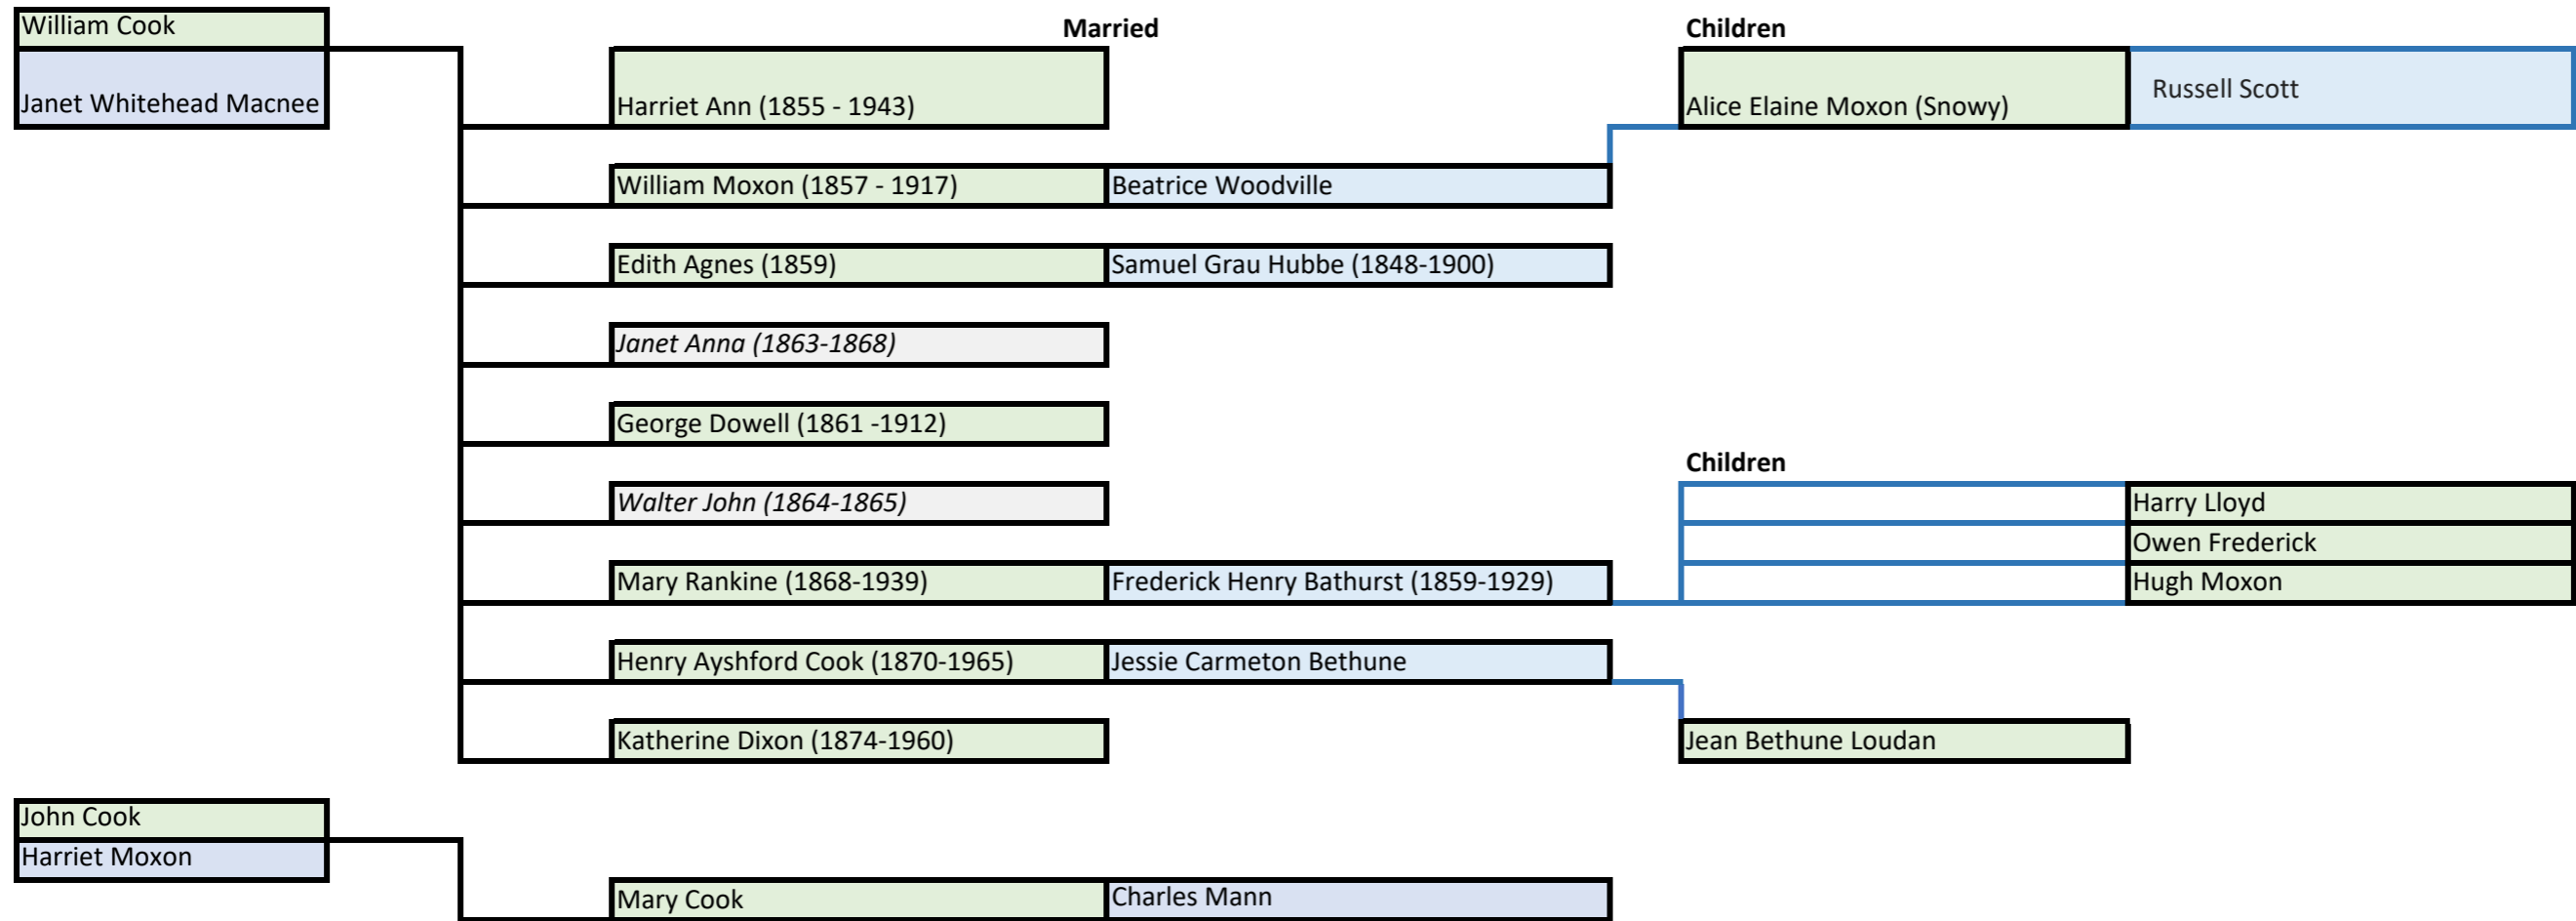 William Cook
Married
Children
Janet Whitehead Macnee
Harriet Ann (1855 - 1943)
Alice Elaine Moxon (Snowy)
Russell Scott
William Moxon (1857 - 1917)
Beatrice Woodville
Edith Agnes (1859)
Samuel Grau Hubbe (1848-1900)
Janet Anna (1863-1868)
George Dowell (1861 -1912)
Children
Walter John (1864-1865)
Harry Lloyd
Owen Frederick
Mary Rankine (1868-1939)
Frederick Henry Bathurst (1859-1929)
Hugh Moxon
Henry Ayshford Cook (1870-1965)
Jessie Carmeton Bethune
Katherine Dixon (1874-1960)
Jean Bethune Loudan
John Cook
Harriet Moxon
Mary Cook
Charles Mann